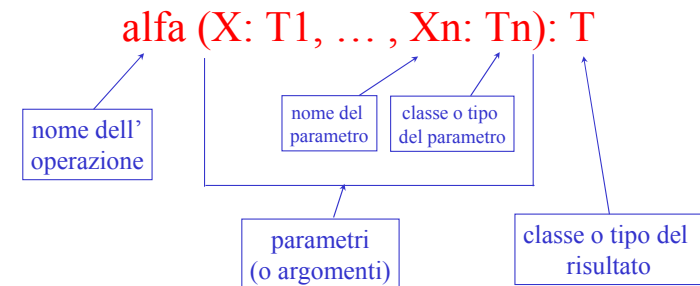 alfa (X: T1, … , Xn: Tn): T
nome dell’
operazione
nome del
parametro
classe o tipo
del parametro
parametri
(o argomenti)
classe o tipo del
risultato